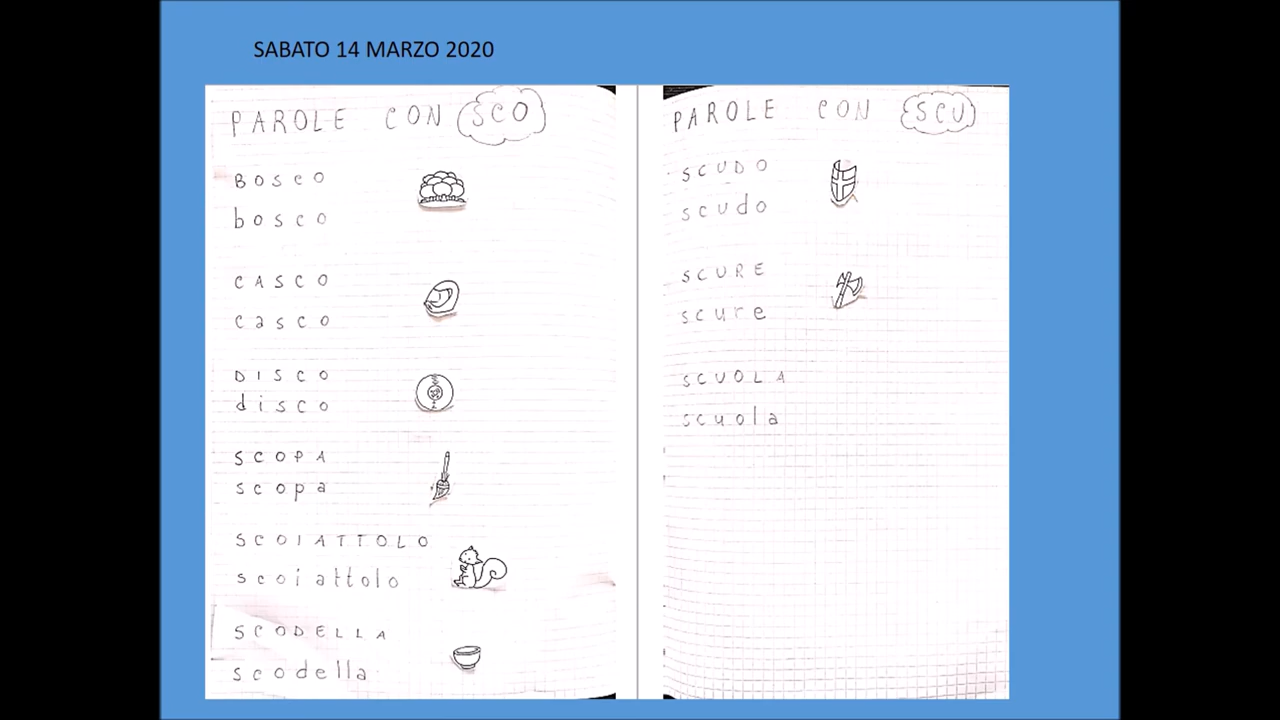 SABATO 14 MARZO 2020
PAROLE CON SCO
BOSCO
bosco
CASCO
casco
DISCO
disco
SCOPA
scopa
SCOIATTOLO
scoiattolo
SCODELLA
scodella
PAROLE CON SCU
SCUDO
scudo
SCURE
scure
SCUOLA
scuola